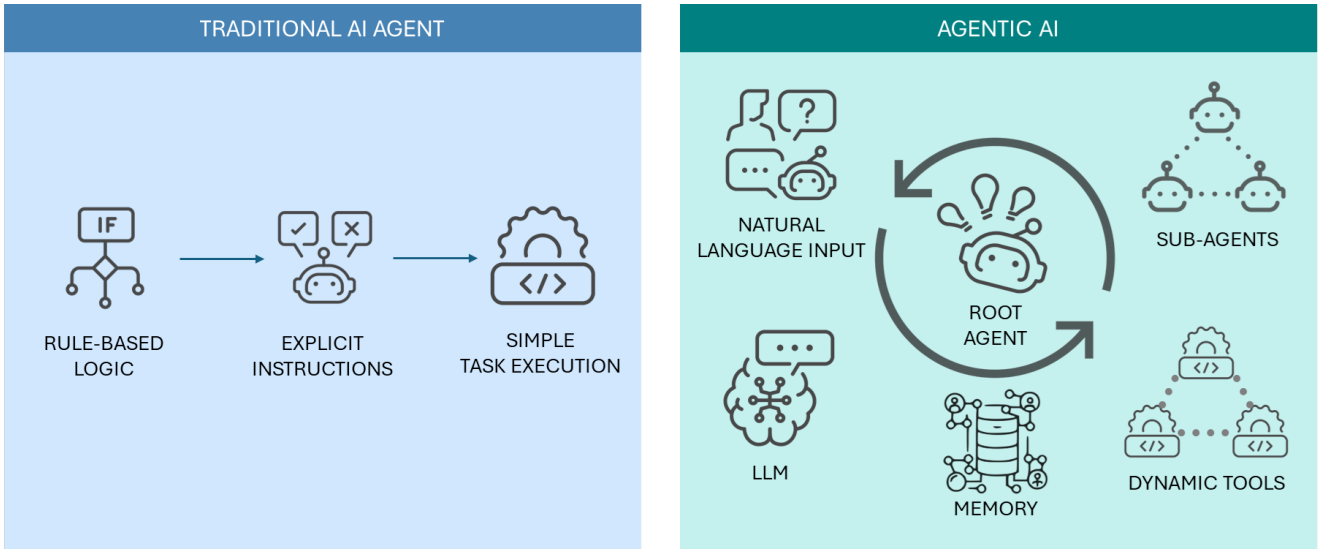 TRADITIONAL AI AGENT
IF
</>
RULE-BASED
LOGIC
EXPLICIT
INSTRUCTIONS
SIMPLE
TASK EXECUTION
AGENTIC AI
?
NATURAL
LANGUAGE INPUT
SUB-AGENTS
ROOT
AGENT
LLM
MEMORY
</>
</>
</>
DYNAMIC TOOLS